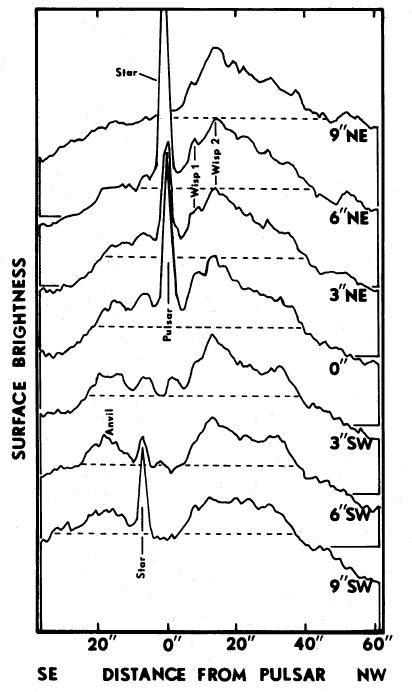 Star
9"NE
Wisp 1
Wisp 2
6"NE
3"NE
Pulsar
0"
SURFACE BRIGHTNESS
3"SW
Anvil
6"SW
Star
9"SW
20" 0" 20" 40" 60"
SE DISTANCE FROM PULSAR NW